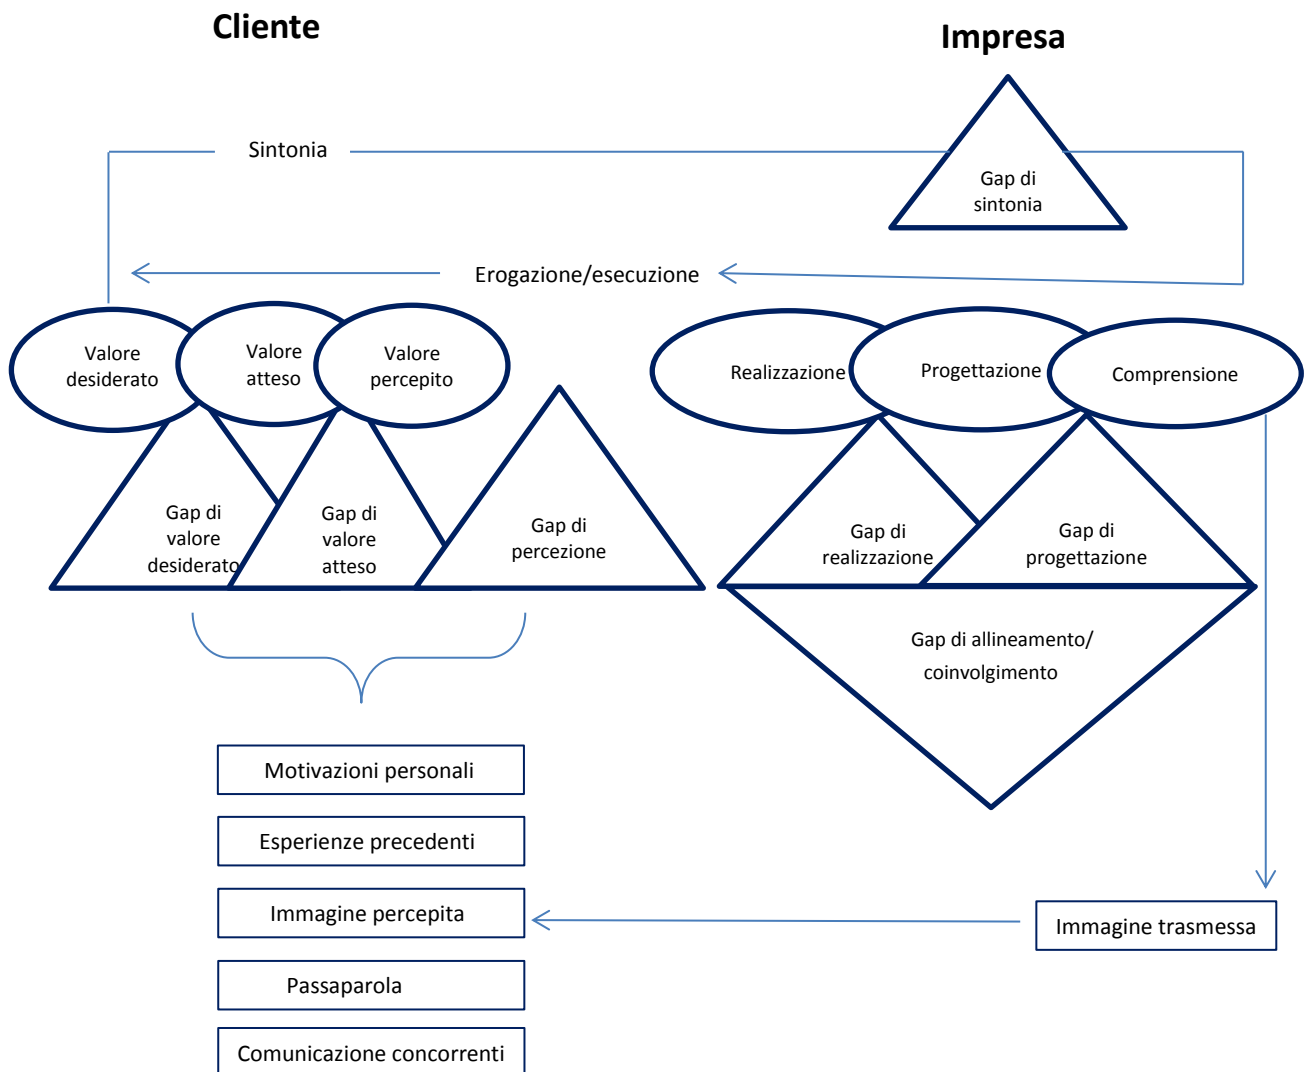 Cliente
Impresa
Sintonia
Gap di
sintonia
Erogazione/esecuzione
Valore
desiderato
Valore
atteso
Valore
percepito
Realizzazione
Progettazione
Comprensione
Gap di
valore
desiderato
Gap di
valore
atteso
Gap di
percezione
Gap di
realizzazione
Gap di
progettazione
Gap di allineamento/
coinvolgimento
Motivazioni personali
Esperienze precedenti
Immagine percepita
Immagine trasmessa
Passaparola
Comunicazione concorrenti